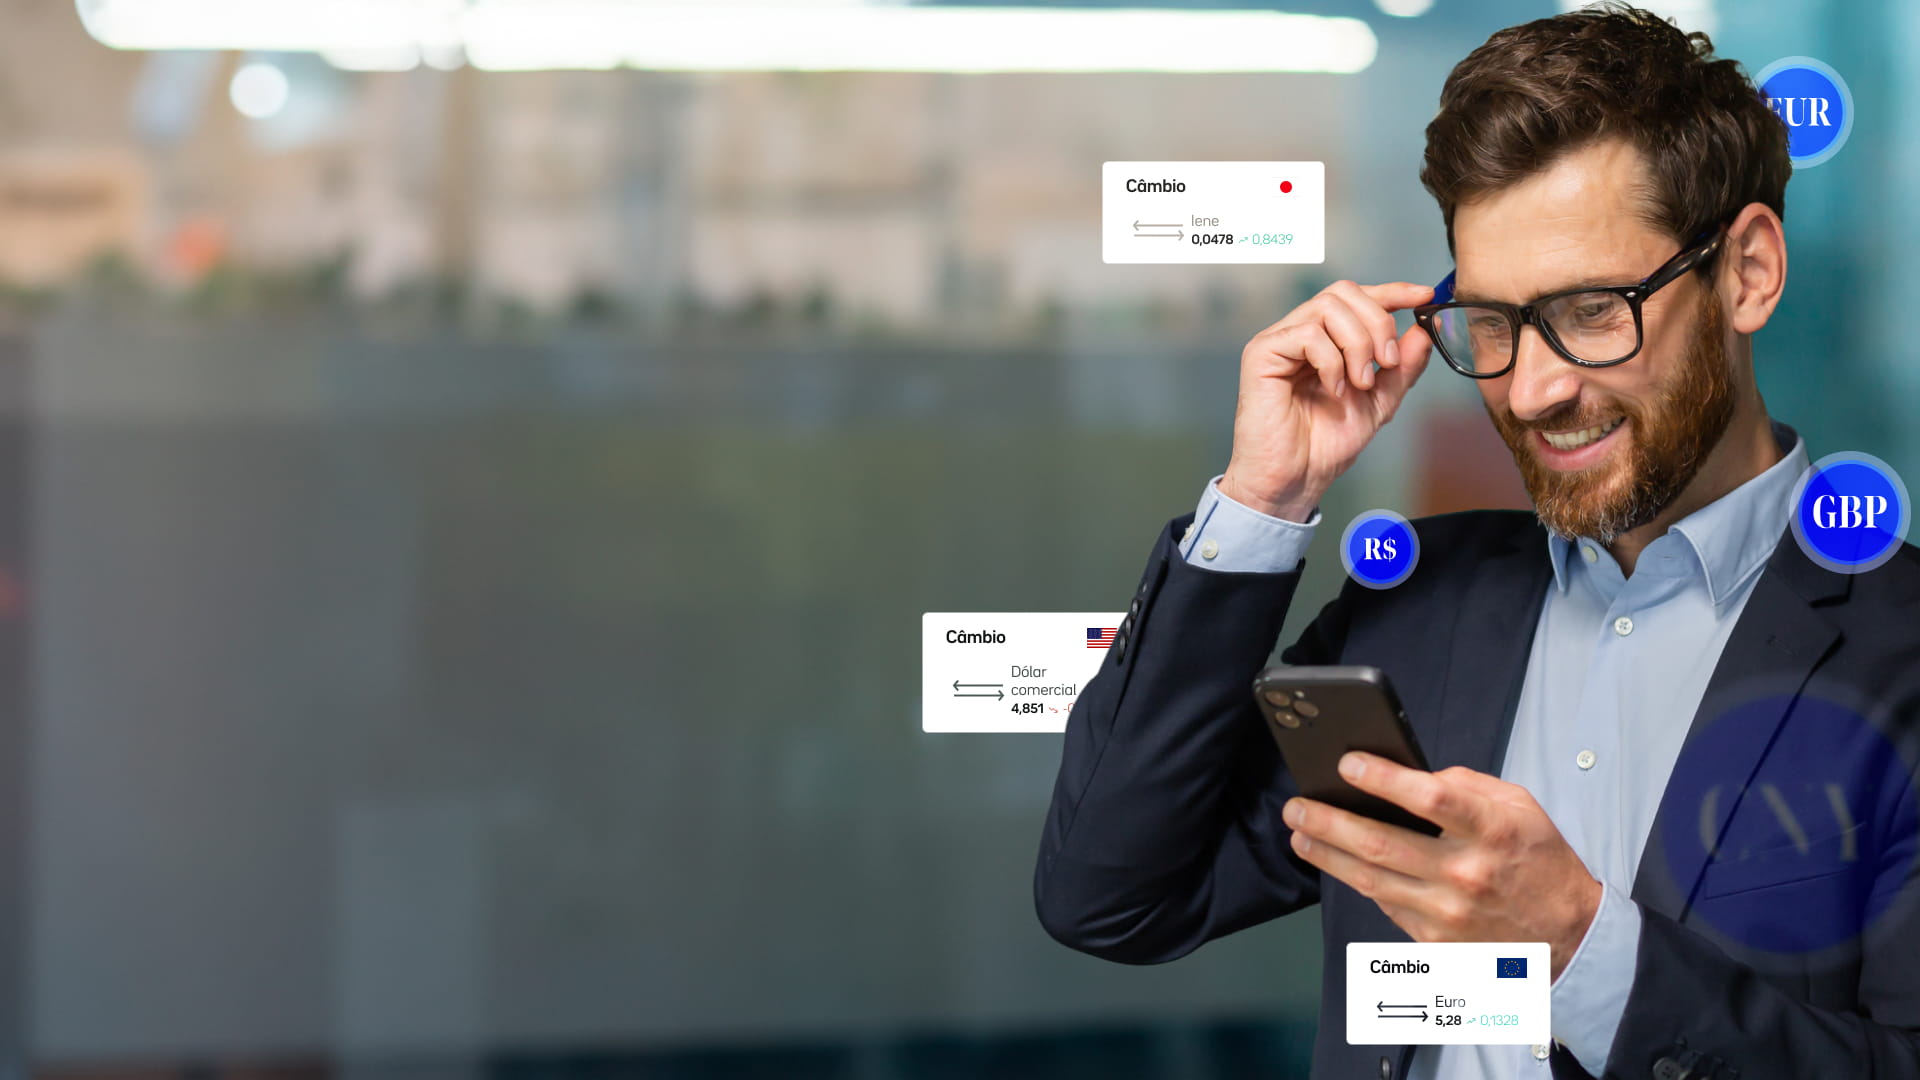 EUR
Câmbio
Iene
0,0478 0,8439
GBP
R$
Câmbio
Dólar
comercial
4,851
CNY
Câmbio
Euro
5,28 0,1328